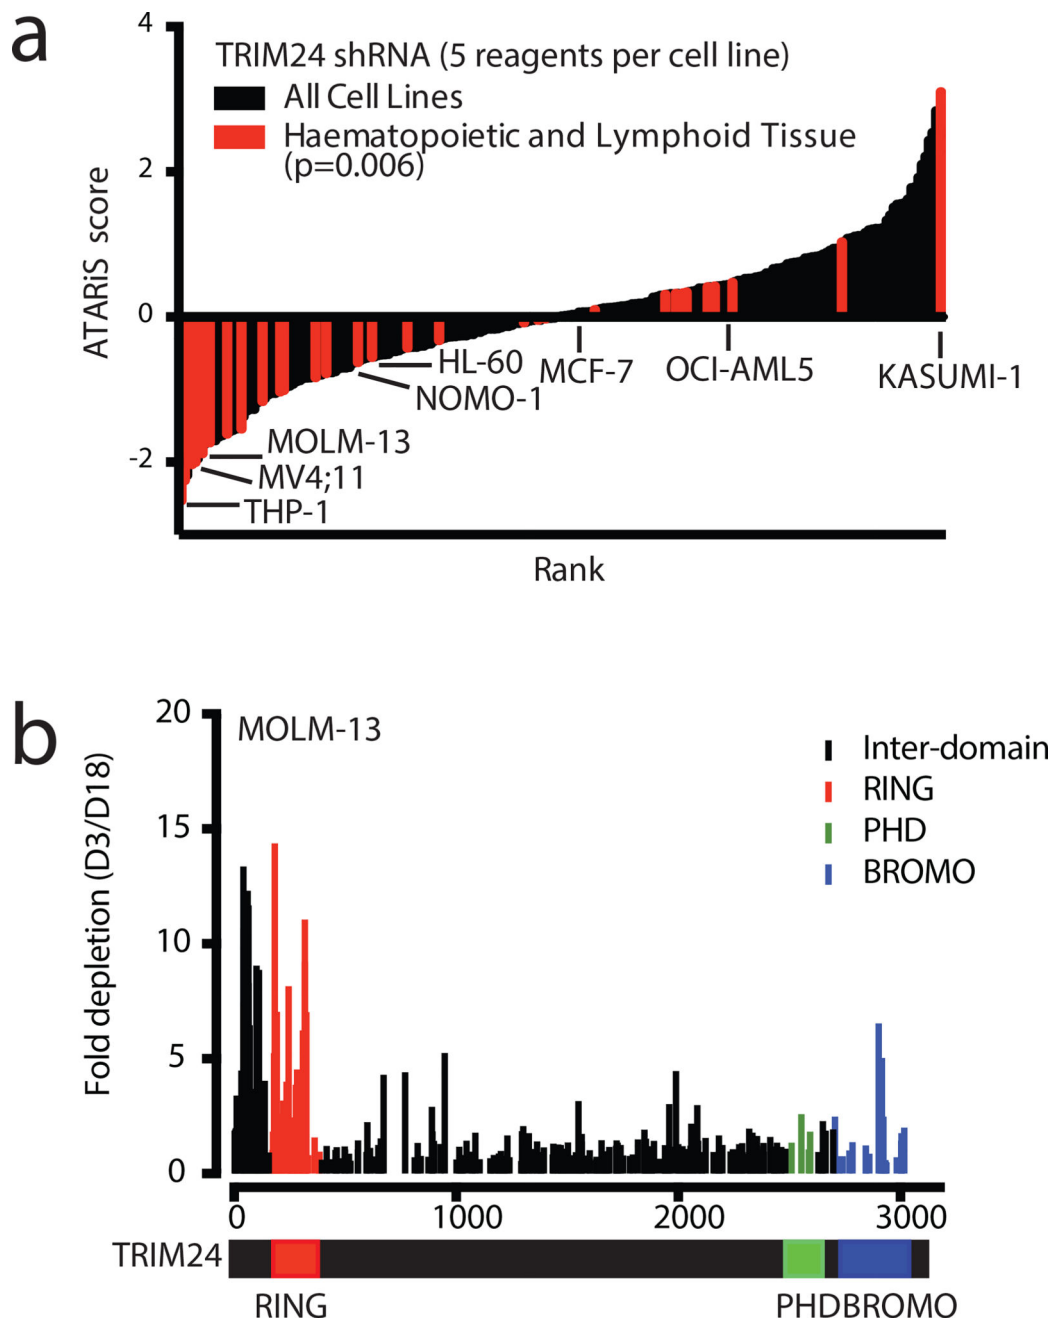 a
4
TRIM24 shRNA (5 reagents per cell line)
All Cell Lines
Haematopoietic and Lymphoid Tissue
(p=0.006)
2
ATARiS score
0
HL-60
MCF-7
OCI-AML5
KASUMI-1
NOMO-1
MOLM-13
-2
MV4;11
THP-1
Rank
b
20
MOLM-13
Inter-domain
RING
PHD
BROMO
15
Fold depletion (D3/D18)
10
5
0
0 1000 2000 3000
TRIM24
RING PHDBROMO